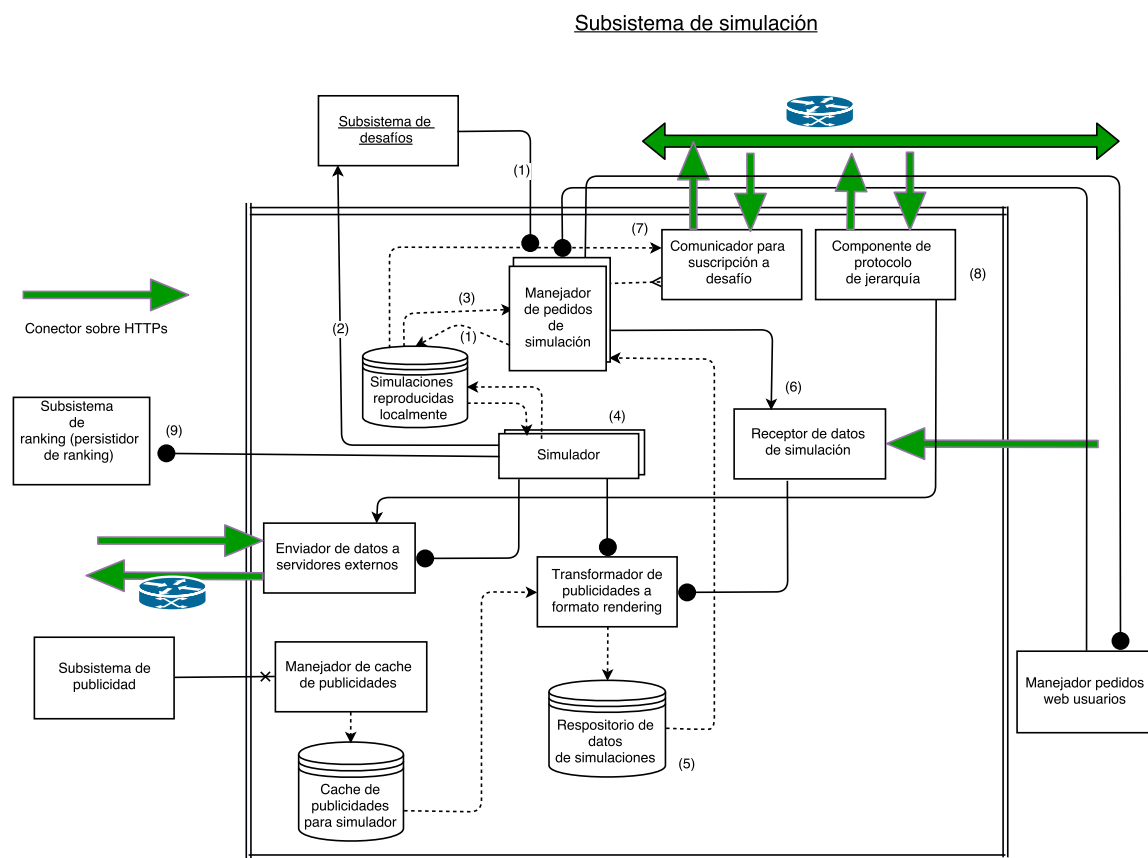 Subsistema de simulación
Subsistema de
desafíos
(1)
(7)
Comunicador para
suscripción a
desafío
Componente de
protocolo
de jerarquía
(8)
Conector sobre HTTPs
(2)
(3)
(1)
Manejador
de pedidos
de
simulación
Simulaciones
reproducidas
localmente
(6)
Subsistema
de
ranking (persistidor
de ranking)
(9)
(4)
Simulador
Receptor de datos
de simulación
Enviador de datos a
servidores externos
Transformador de
publicidades a
formato rendering
Subsistema de
publicidad
Manejador de cache
de publicidades
Manejador pedidos
web usuarios
Respositorio de
datos
de simulaciones
(5)
Cache de
publicidades
para simulador